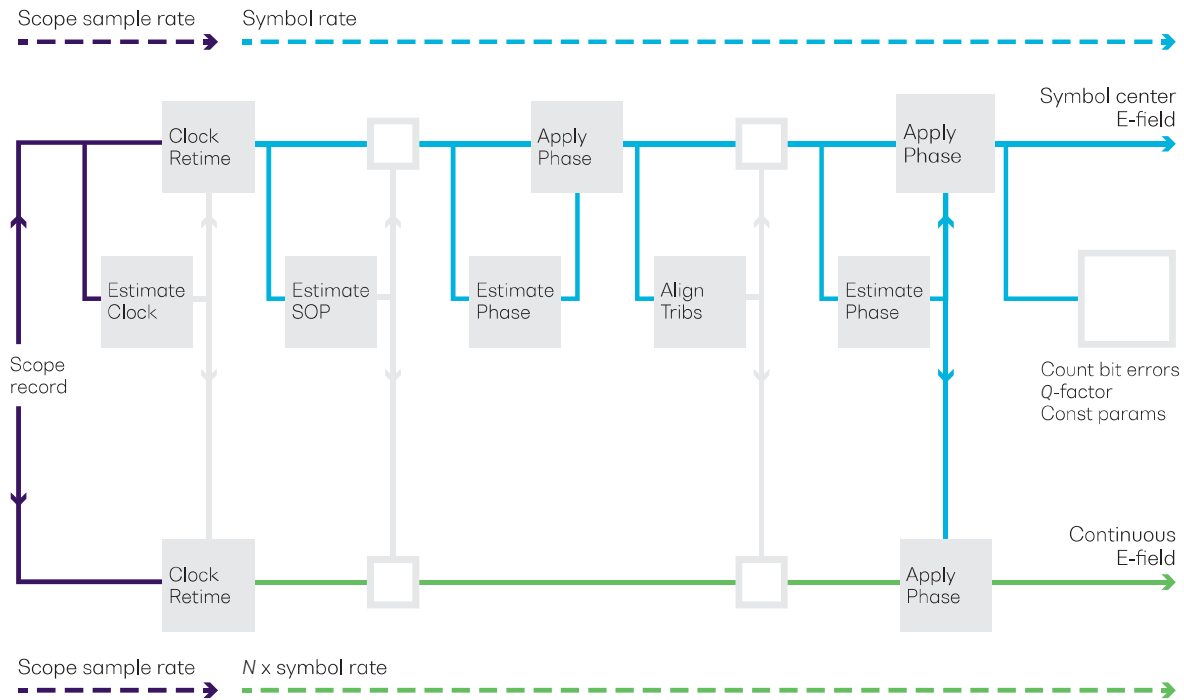 Scope sample rate
Symbol rate
Symbol center
E-field
Clock
Retime
Apply
Phase
Apply
Phase
Estimate
Clock
Estimate
SOP
Estimate
Phase
Align
Tribs
Estimate
Phase
Scope
record
Count bit errors
Q-factor
Const params
Continuous
E-field
Clock
Retime
Apply
Phase
Scope sample rate
N x symbol rate